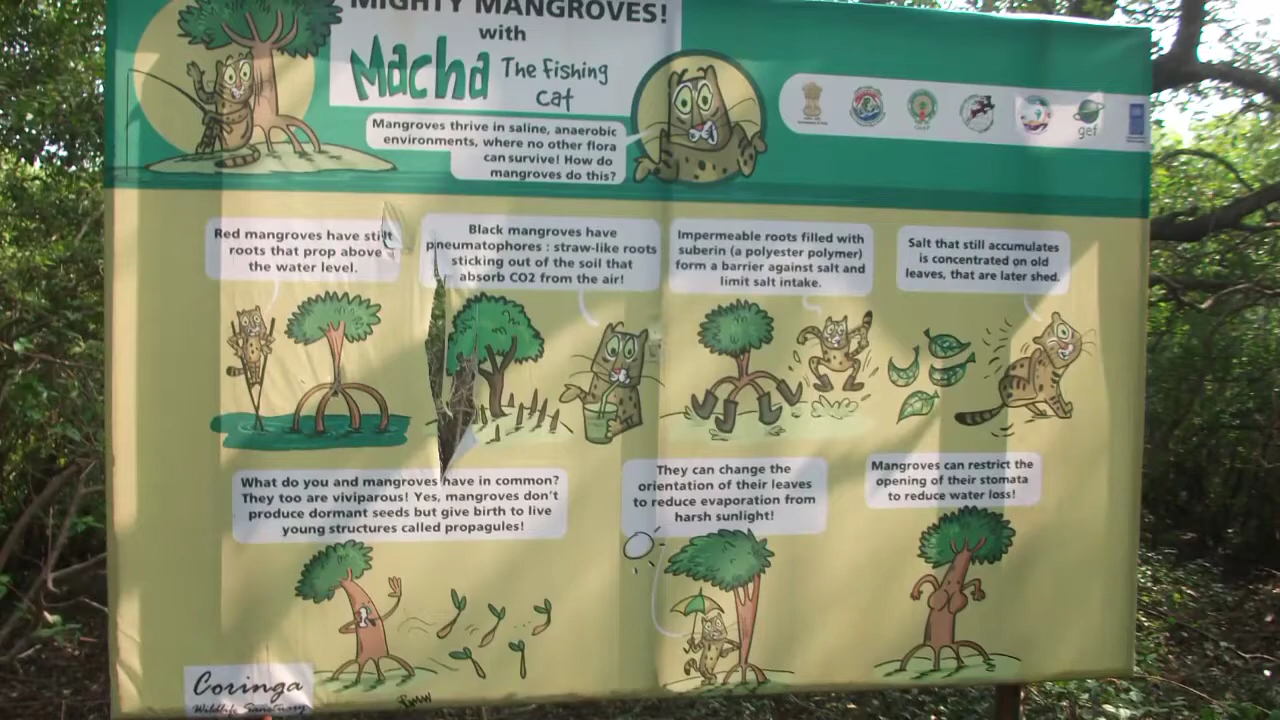 MIGHTY MANGROVES!
with
Macha The Fishing
Cat
Mangroves thrive in saline, anaerobic
environments, where no other flora
can survive! How do
mangroves do this?
gef
Red mangroves have stilt
roots that prop above
the water level.
Black mangroves have
pneumatophores : straw-like roots
sticking out of the soil that
absorb CO2 from the air!
Impermeable roots filled with
suberin (a polyester polymer)
form a barrier against salt and
limit salt intake.
Salt that still accumulates
is concentrated on old
leaves, that are later shed.
What do you and mangroves have in common?
They too are viviparous! Yes, mangroves don't
produce dormant seeds but give birth to live
young structures called propagules!
They can change the
orientation of their leaves
to reduce evaporation from
harsh sunlight!
Mangroves can restrict the
opening of their stomata
to reduce water loss!
Coringa
Wildlife Sanctuary